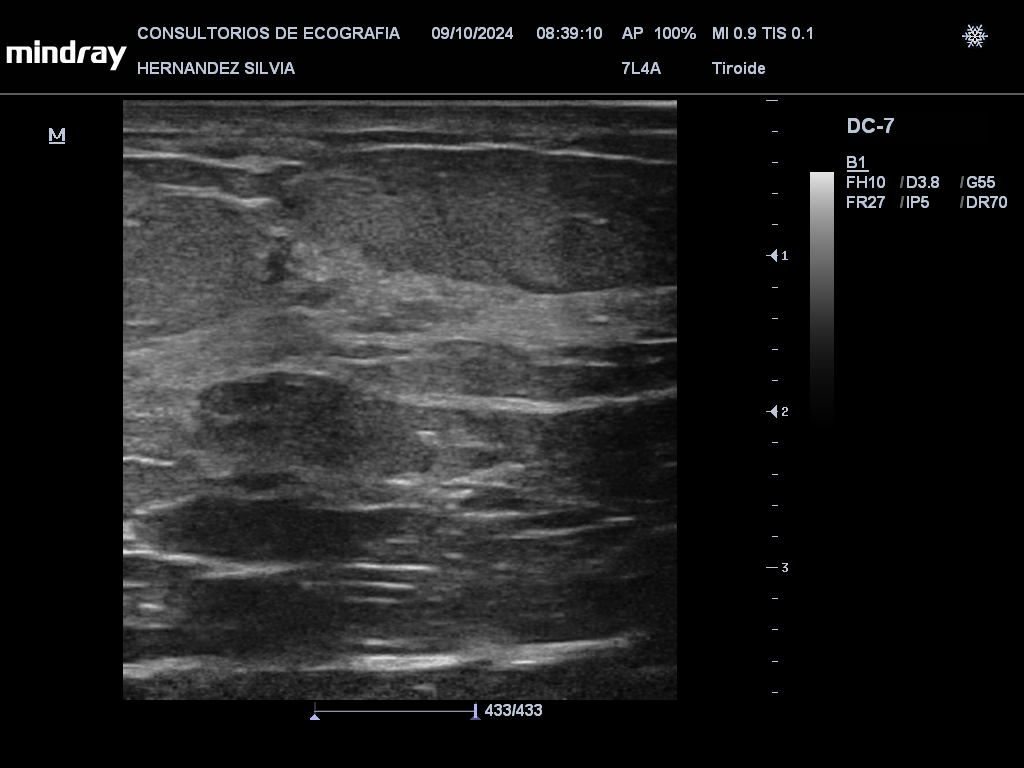 mindray
CONSULTORIOS DE ECOGRAFIA 09/10/2024 08:39:10 AP 100% MI 0.9 TIS 0.1
HERNANDEZ SILVIA 7L4A Tiroide
M
DC-7
B1
FH10 /D3.8 /G55
FR27 /IP5 /DR70
1
2
3
433/433